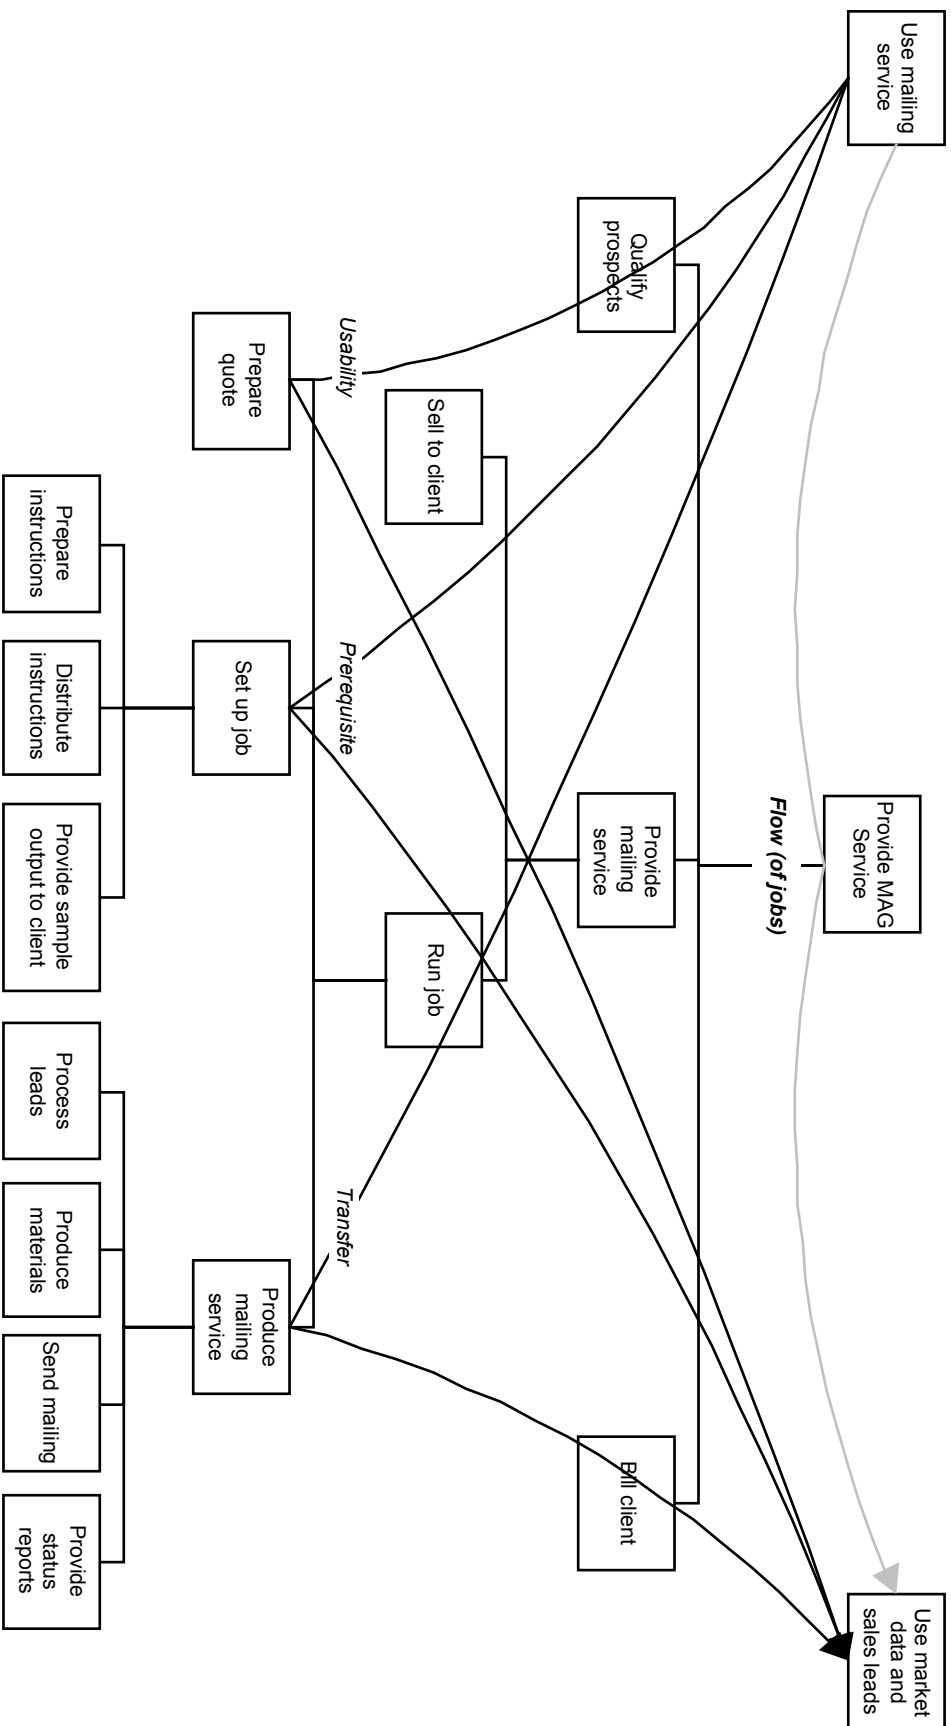 Use mailing
service
Provide MAG
Service
Use market
data and
sales leads
Flow (of jobs)
Qualify
prospects
Provide
mailing
service
Bill client
Sell to client
Run job
Usability
Prerequisite
Transfer
Prepare
quote
Set up job
Produce
mailing
service
Prepare
instructions
Distribute
instructions
Provide sample
output to client
Process
leads
Produce
materials
Send mailing
Provide
status
reports